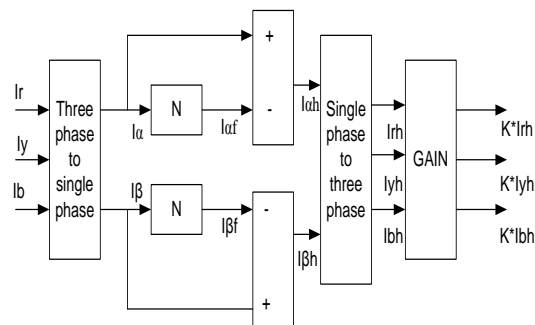 Ir
Iy
Ib
Three
phase
to
single
phase
Iα
N
Iαf
Iβ
N
Iβf
+
-
-
+
Iαh
Iβh
Single
phase
to
three
phase
Irh
Iyh
Ibh
GAIN
K*Irh
K*Iyh
K*Ibh